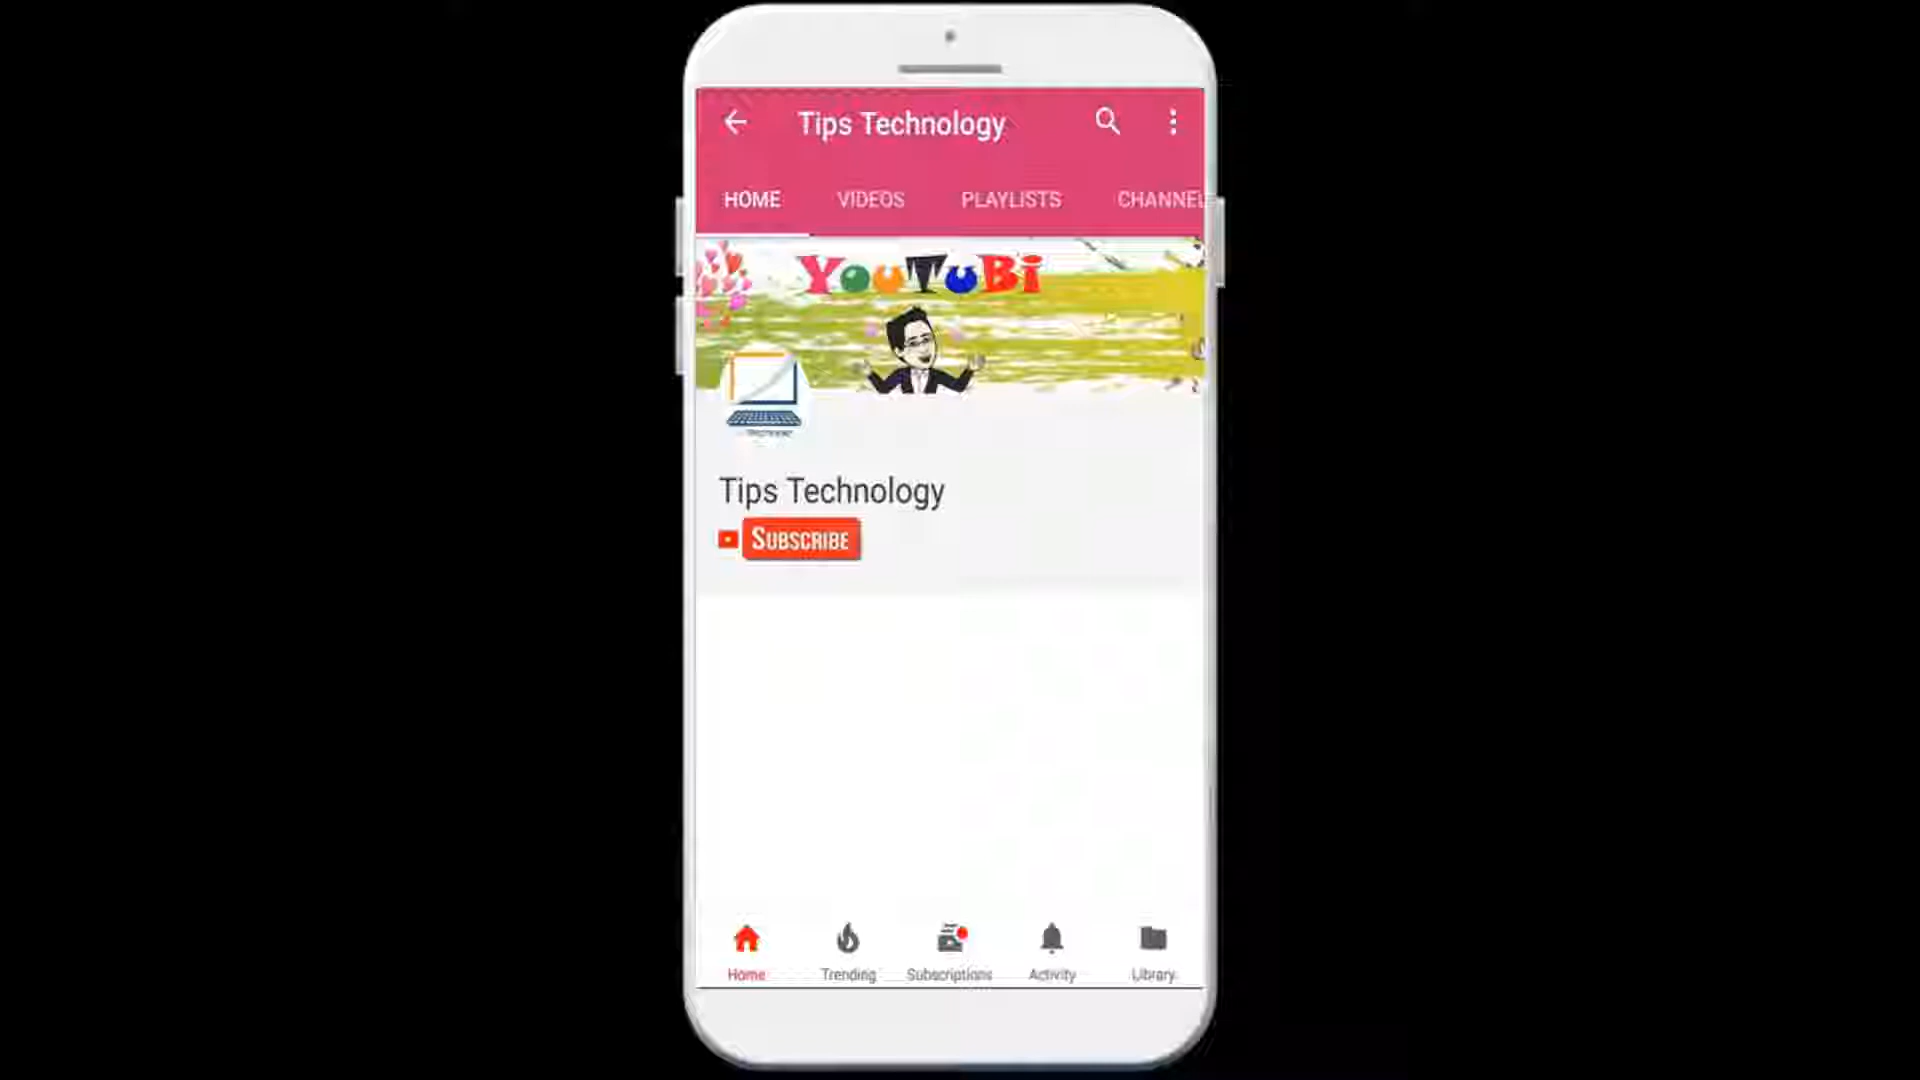 Tips Technology
HOME VIDEOS PLAYLISTS CHANNEL
YouTuBi
Tips Technology
SUBSCRIBE
Home Trending Subscriptions Activity Library